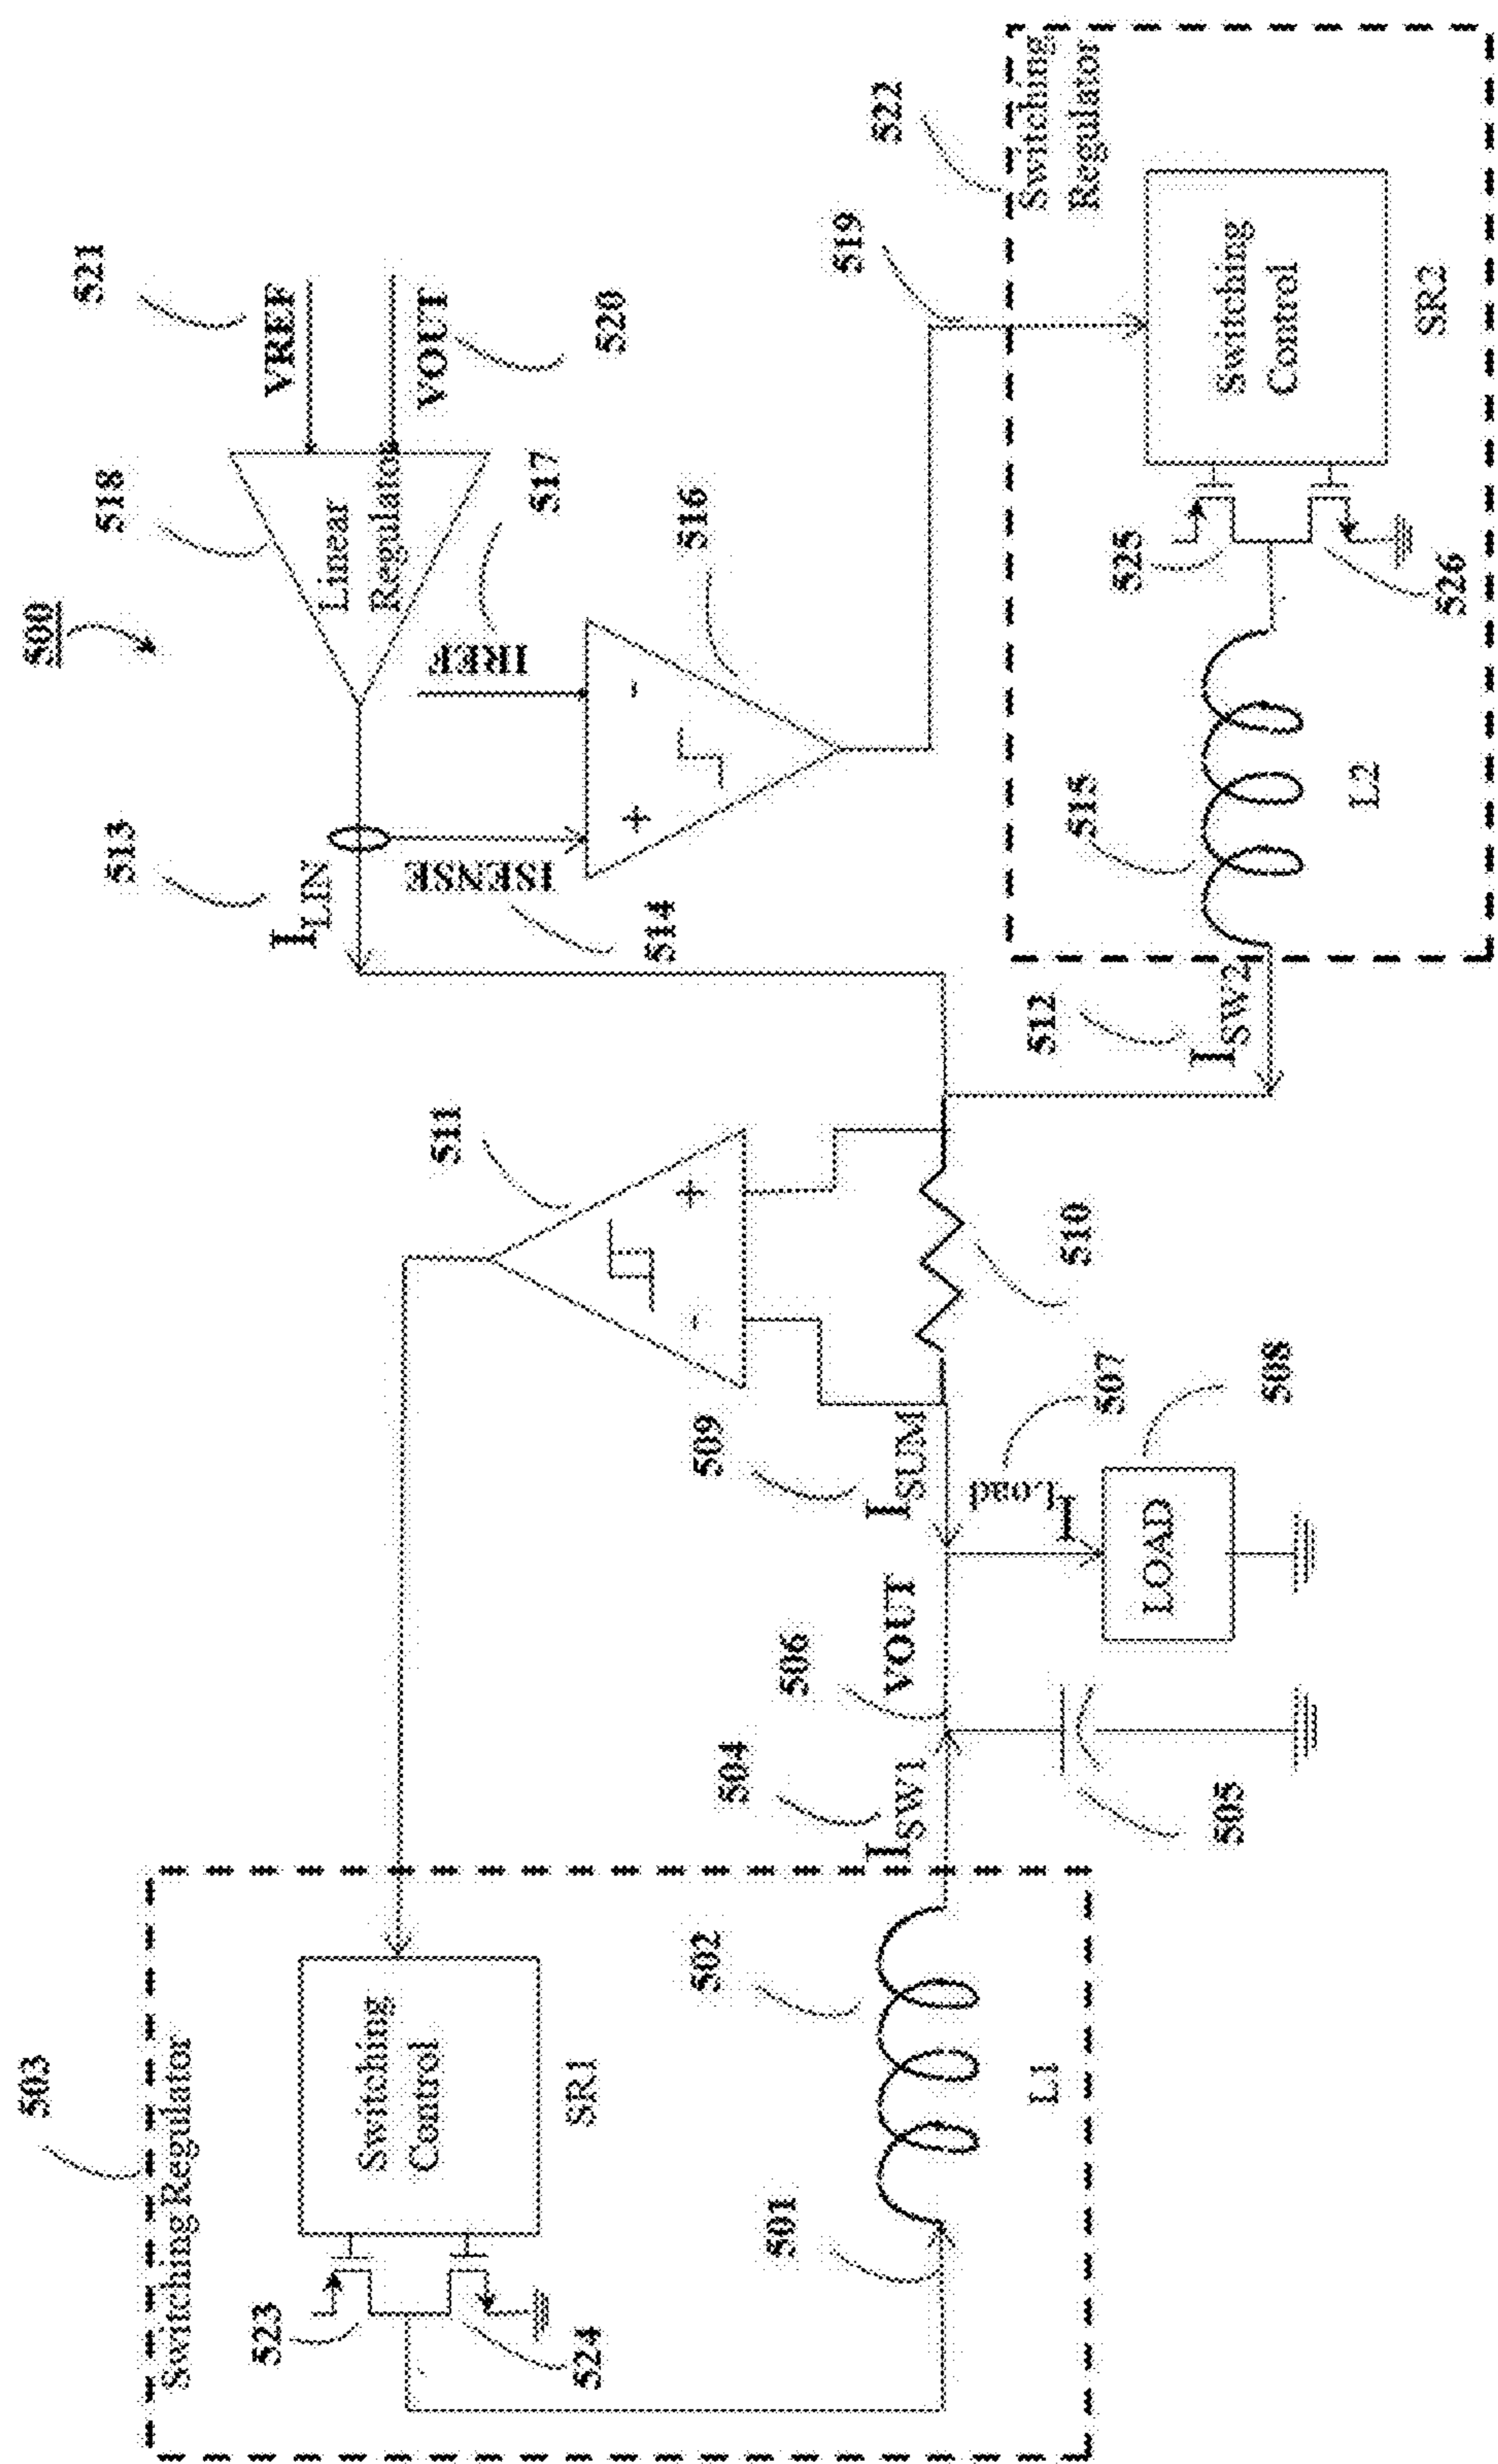 500
503
Switching Regulator
523
524
Switching
Control
SR1
501
502
L1
504
ISW1
505
506
VOUT
ILoad
507
LOAD
508
509
ISUM
510
511
-
+
512
ISW2
513
ILIN
ISENSE
514
IREF
517
+
-
516
518
Linear
Regulator
521
VREF
VOUT
520
519
522
Switching
Regulator
515
L2
525
526
Switching
Control
SR2